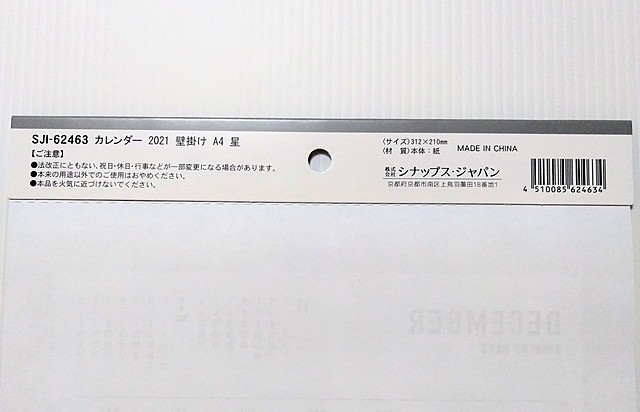 SJI-62463 カレンダー 2021 壁掛け A4 星
【ご注意】
●法改正にともない、祝日・休日・行事などが一部変更になる場合があります。
●本来の用途以外でのご使用はおやめください。
●本品を火気に近づけないでください。
〈サイズ〉312×210mm
〈材 質〉本体:紙
MADE IN CHINA
株式会社 シナップス・ジャパン
京都府京都市南区上鳥羽藁田18番地1
4 510085 624634
DECEMBER